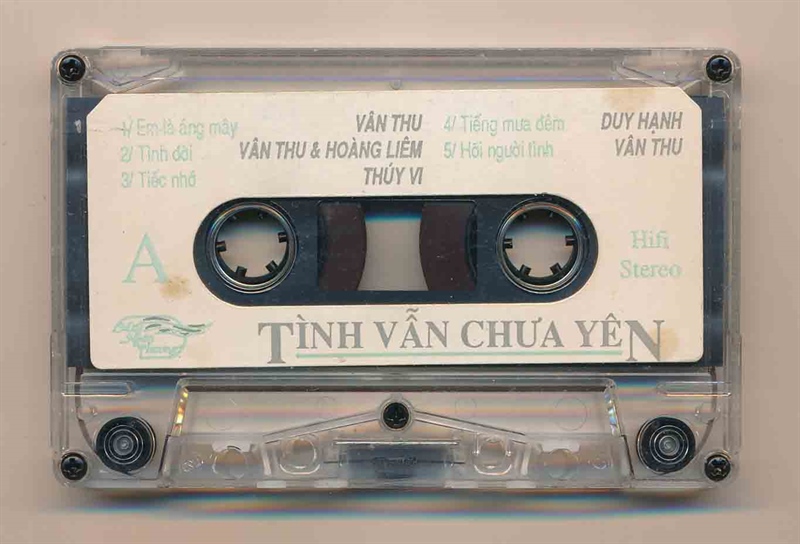 1/ Em là áng mây VÂN THU
2/ Tình đời VÂN THU & HOÀNG LIÊM
3/ Tiếc nhớ THÚY VI
4/ Tiếng mưa đêm DUY HẠNH
5/ Hỡi người tình VÂN THU
A
Hifi
Stereo
TÌNH VẪN CHƯA YÊN